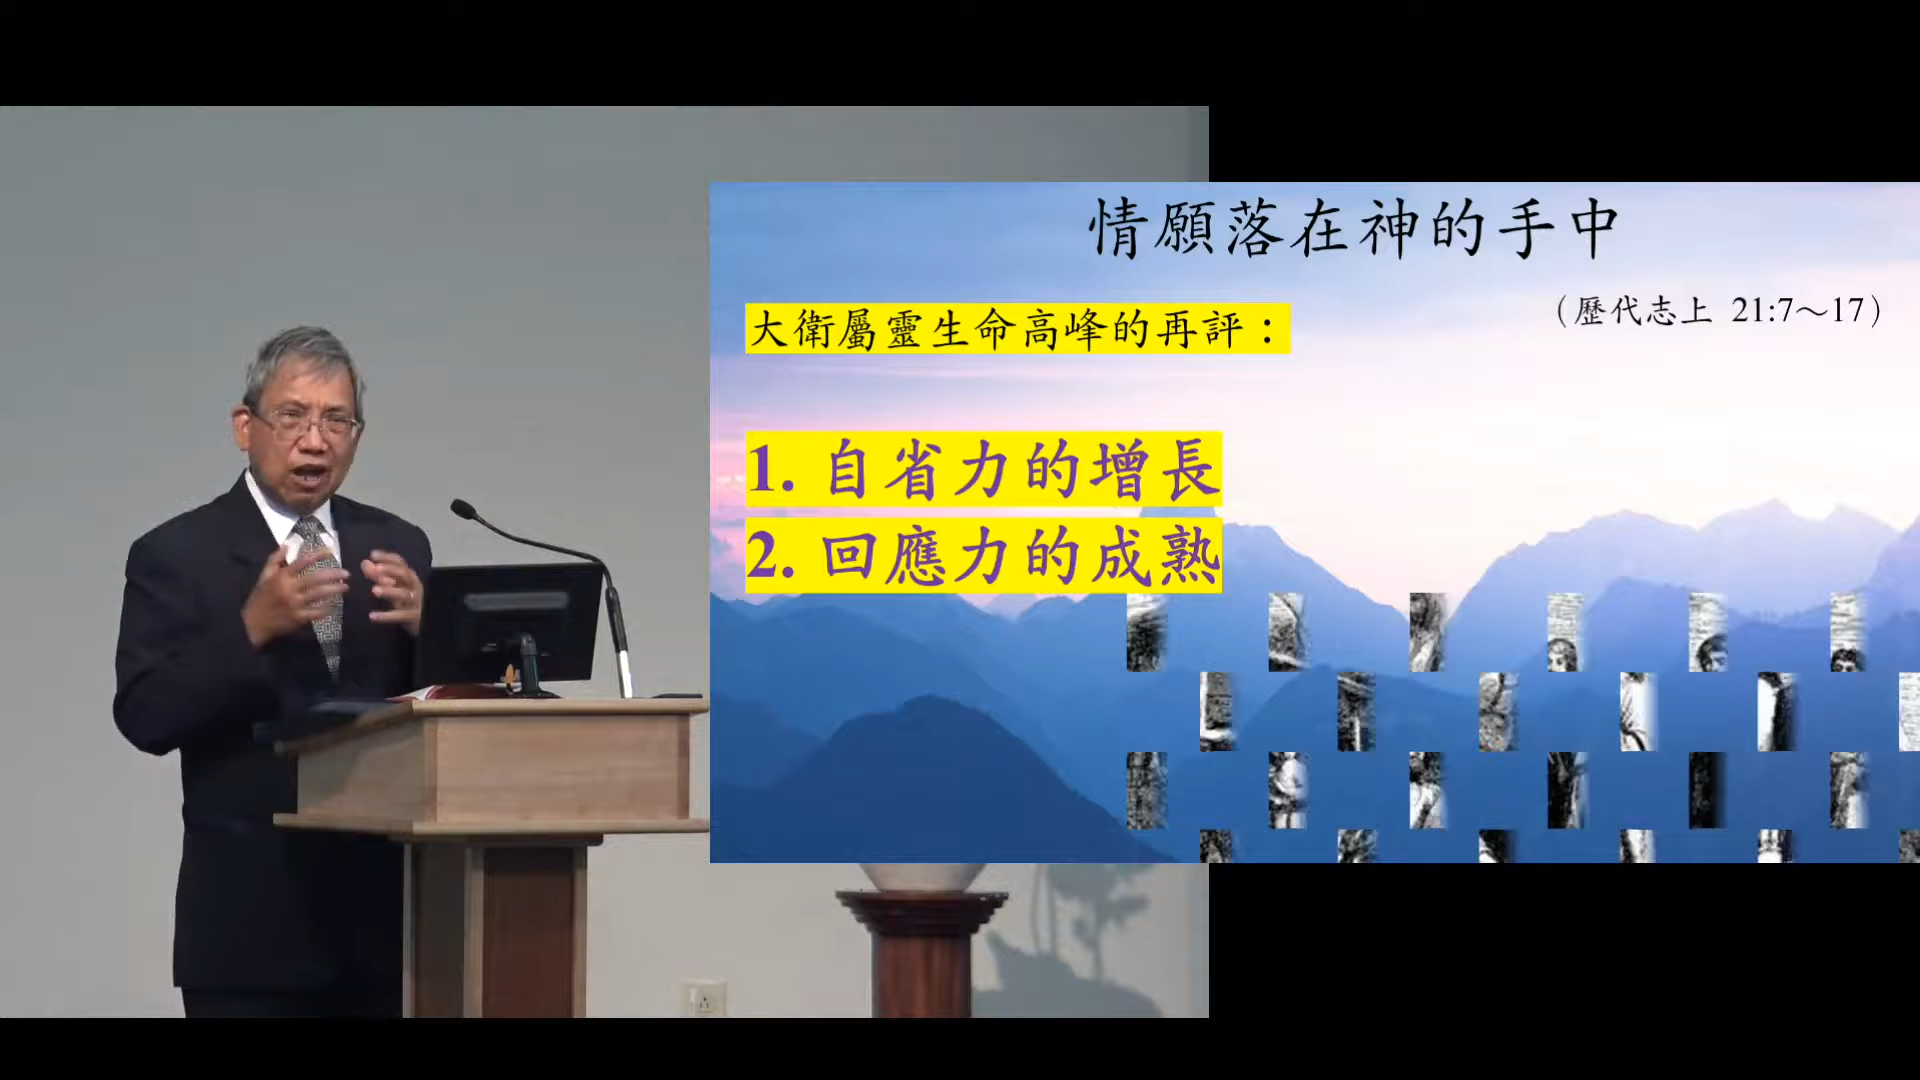 情願落在神的手中
（歷代志上 21:7～17）
大衛屬靈生命高峰的再評：
1. 自省力的增長
2. 回應力的成熟